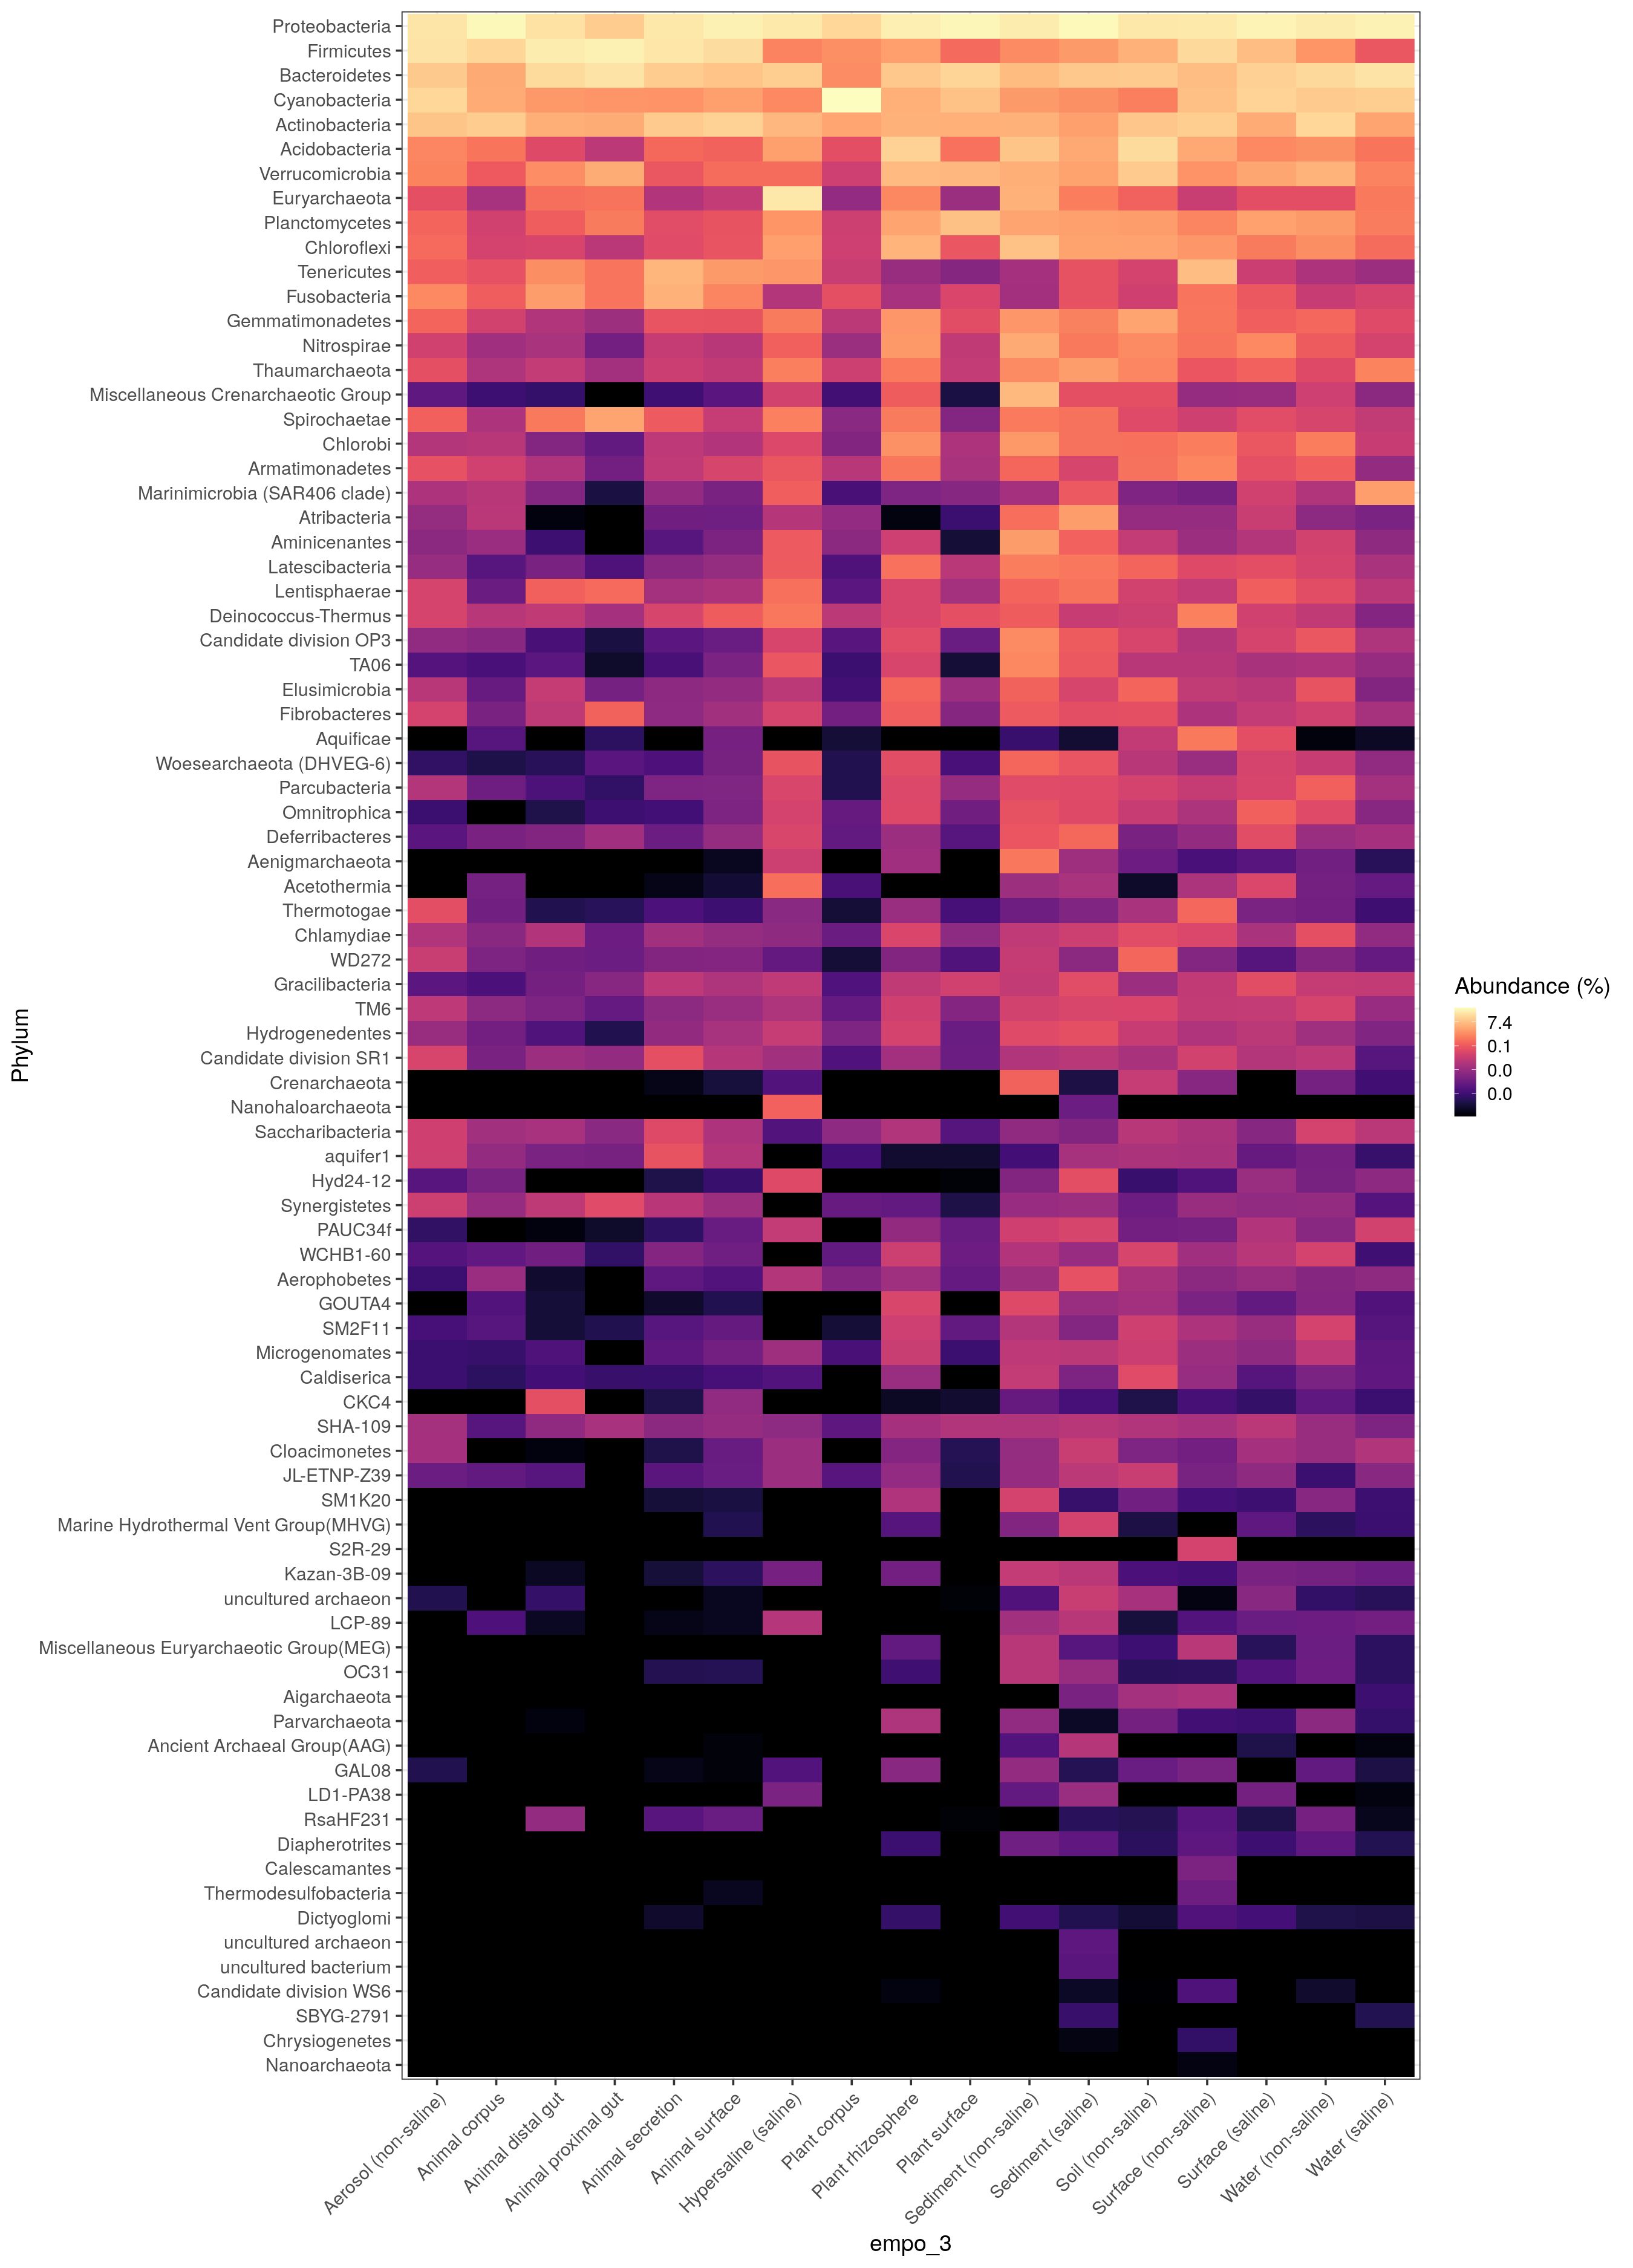 Phylum
Proteobacteria
Firmicutes
Bacteroidetes
Cyanobacteria
Actinobacteria
Acidobacteria
Verrucomicrobia
Euryarchaeota
Planctomycetes
Chloroflexi
Tenericutes
Fusobacteria
Gemmatimonadetes
Nitrospirae
Thaumarchaeota
Miscellaneous Crenarchaeotic Group
Spirochaetae
Chlorobi
Armatimonadetes
Marinimicrobia (SAR406 clade)
Atribacteria
Aminicenantes
Latescibacteria
Lentisphaerae
Deinococcus-Thermus
Candidate division OP3
TA06
Elusimicrobia
Fibrobacteres
Aquificae
Woesearchaeota (DHVEG-6)
Parcubacteria
Omnitrophica
Deferribacteres
Aenigmarchaeota
Acetothermia
Thermotogae
Chlamydiae
WD272
Gracilibacteria
TM6
Hydrogenedentes
Candidate division SR1
Crenarchaeota
Nanohaloarchaeota
Saccharibacteria
aquifer1
Hyd24-12
Synergistetes
PAUC34f
WCHB1-60
Aerophobetes
GOUTA4
SM2F11
Microgenomates
Caldiserica
CKC4
SHA-109
Cloacimonetes
JL-ETNP-Z39
SM1K20
Marine Hydrothermal Vent Group(MHVG)
S2R-29
Kazan-3B-09
uncultured archaeon
LCP-89
Miscellaneous Euryarchaeotic Group(MEG)
OC31
Aigarchaeota
Parvarchaeota
Ancient Archaeal Group(AAG)
GAL08
LD1-PA38
RsaHF231
Diapherotrites
Calescamantes
Thermodesulfobacteria
Dictyoglomi
uncultured archaeon
uncultured bacterium
Candidate division WS6
SBYG-2791
Chrysiogenetes
Nanoarchaeota
Aerosol (non-saline)
Animal corpus
Animal distal gut
Animal proximal gut
Animal secretion
Animal surface
Hypersaline (saline)
Plant corpus
Plant rhizosphere
Plant surface
Sediment (non-saline)
Sediment (saline)
Soil (non-saline)
Surface (non-saline)
Surface (saline)
Water (non-saline)
Water (saline)
empo_3
Abundance (%)
7.4
0.1
0.0
0.0